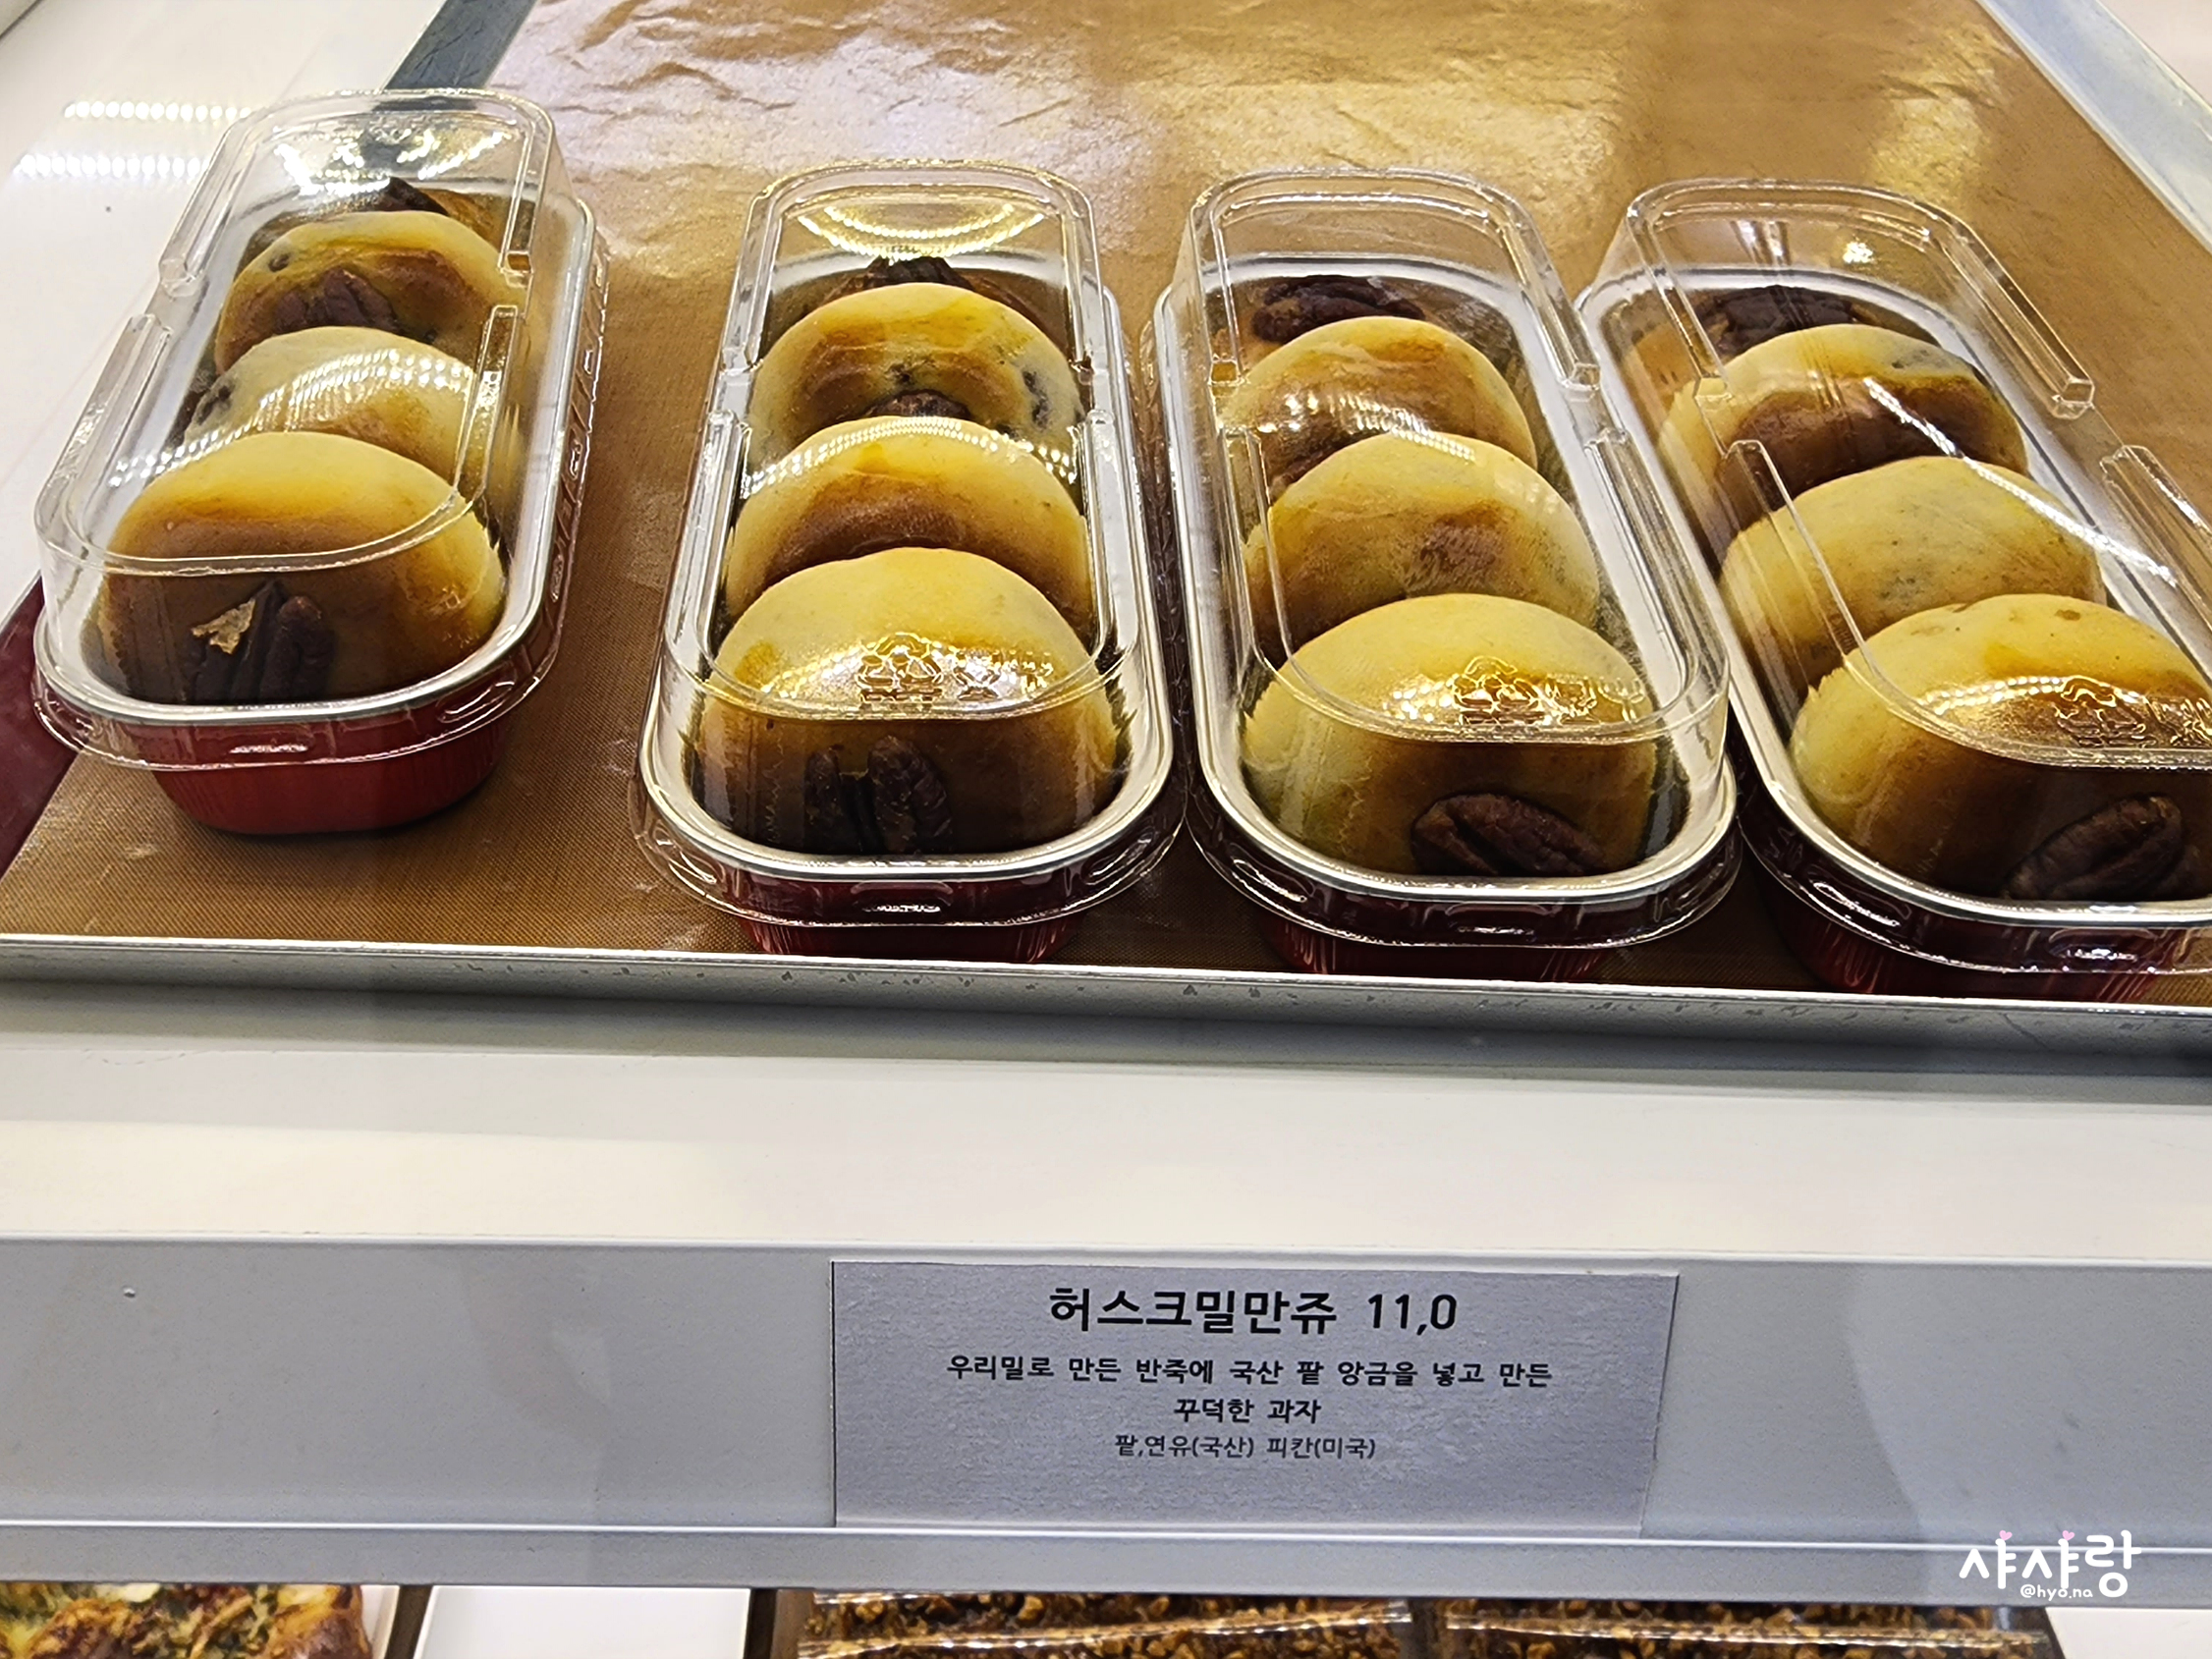 허스크밀만쥬 11,0
우리밀로 만든 반죽에 국산 팥 앙금을 넣고 만든
꾸덕한 과자
팥,연유(국산) 피칸(미국)
샤샤랑
@hyo.na